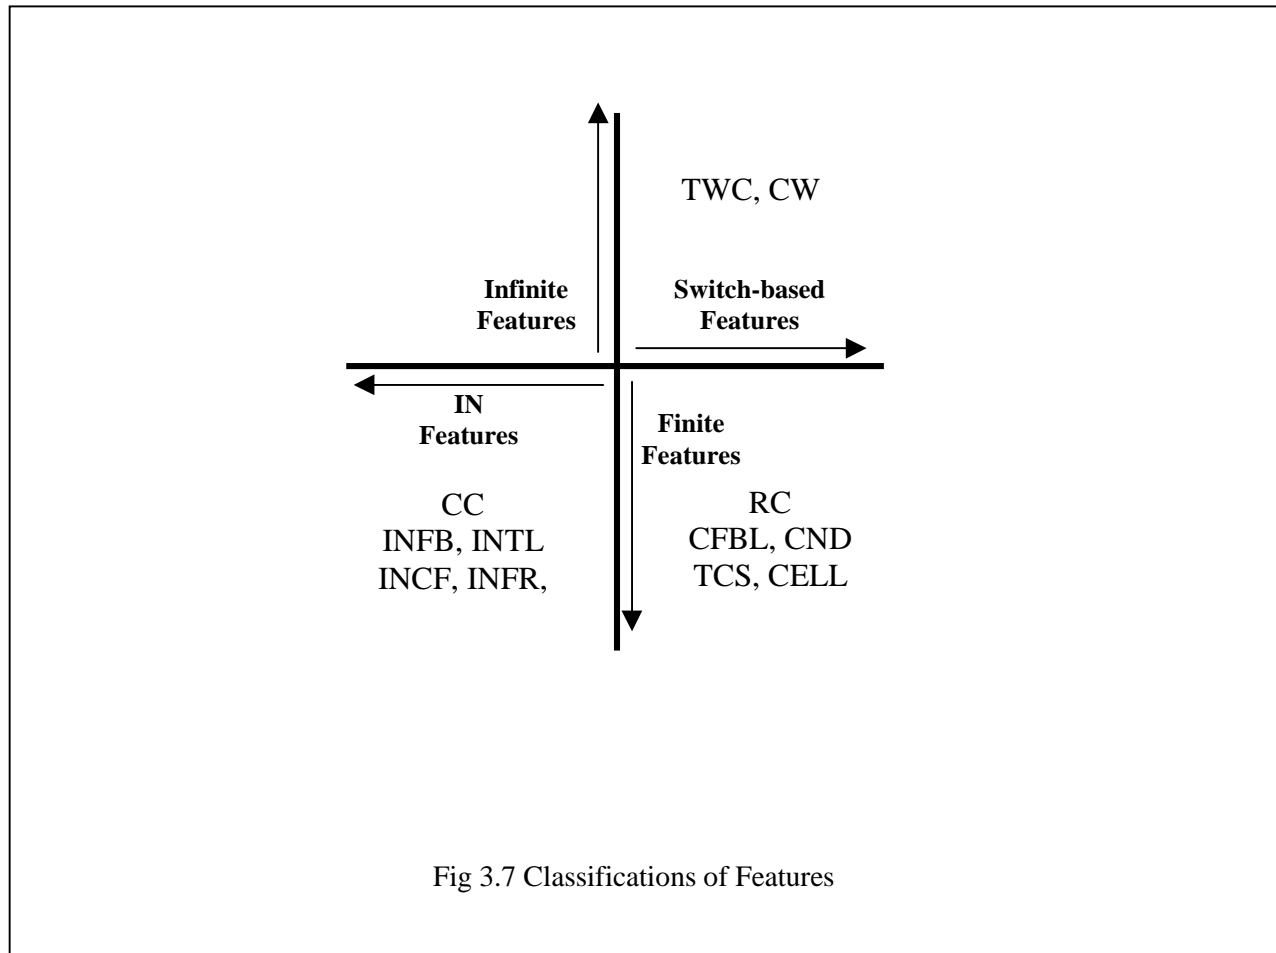 TWC, CW
Infinite
Features
Switch-based
Features
IN
Features
Finite
Features
CC
INFB, INTL
INCF, INFR,
RC
CFBL, CND
TCS, CELL
Fig 3.7 Classifications of Features